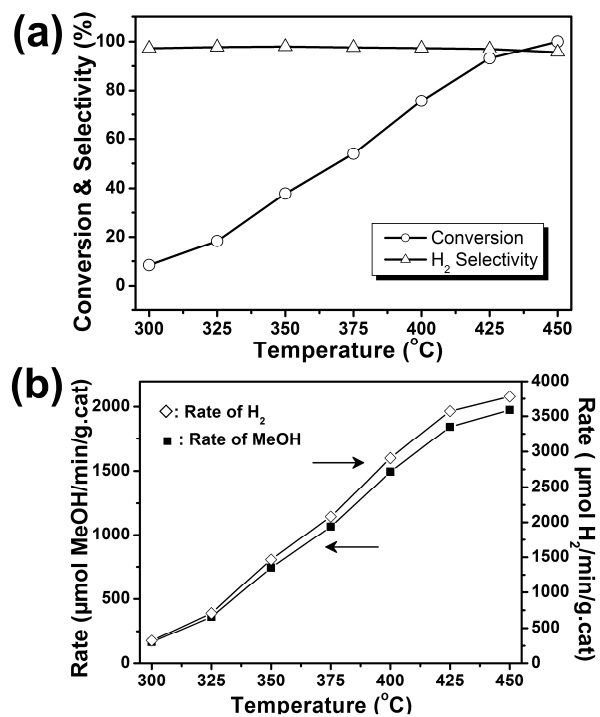 (a)
Conversion & Selectivity (%)
100
80
60
40
20
0
Conversion
H2 Selectivity
300 325 350 375 400 425 450
Temperature (oC)
(b)
Rate (µmol MeOH/min/g.cat)
2000
1500
1000
500
0
◇: Rate of H2
■ : Rate of MeOH
4000
3500
3000
2500
2000
1500
1000
500
0
Rate ( µmol H2/min/g.cat)
300 325 350 375 400 425 450
Temperature (oC)